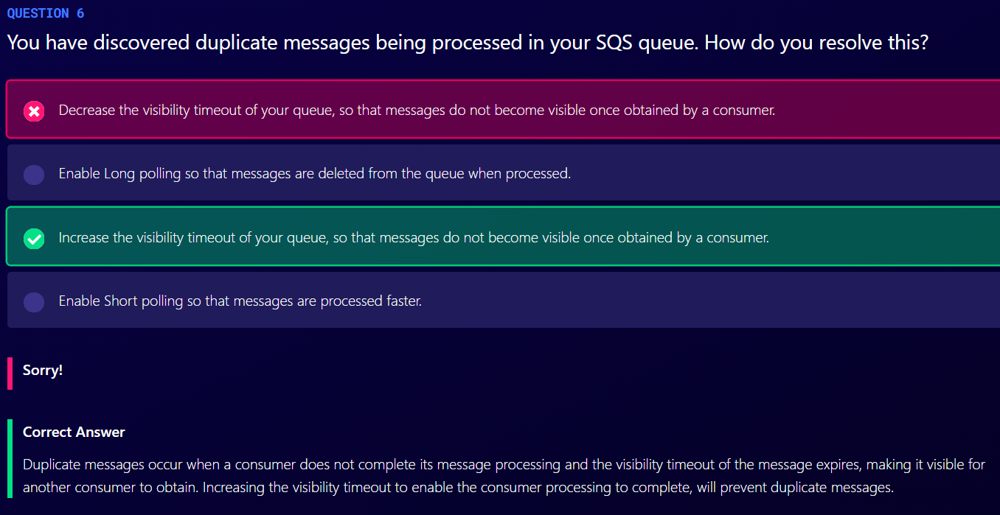 QUESTION 6
You have discovered duplicate messages being processed in your SQS queue. How do you resolve this?
Decrease the visibility timeout of your queue, so that messages do not become visible once obtained by a consumer.
Enable Long polling so that messages are deleted from the queue when processed.
Increase the visibility timeout of your queue, so that messages do not become visible once obtained by a consumer.
Enable Short polling so that messages are processed faster.
Sorry!
Correct Answer
Duplicate messages occur when a consumer does not complete its message processing and the visibility timeout of the message expires, making it visible for
another consumer to obtain. Increasing the visibility timeout to enable the consumer processing to complete, will prevent duplicate messages.